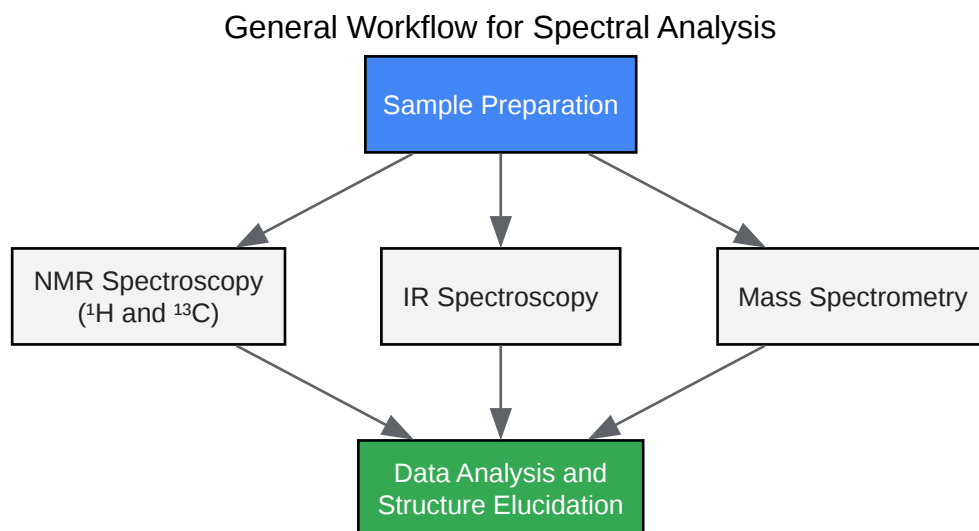 General Workflow for Spectral Analysis
Sample Preparation
NMR Spectroscopy
(¹H and ¹³C)
IR Spectroscopy
Mass Spectrometry
Data Analysis and
Structure Elucidation